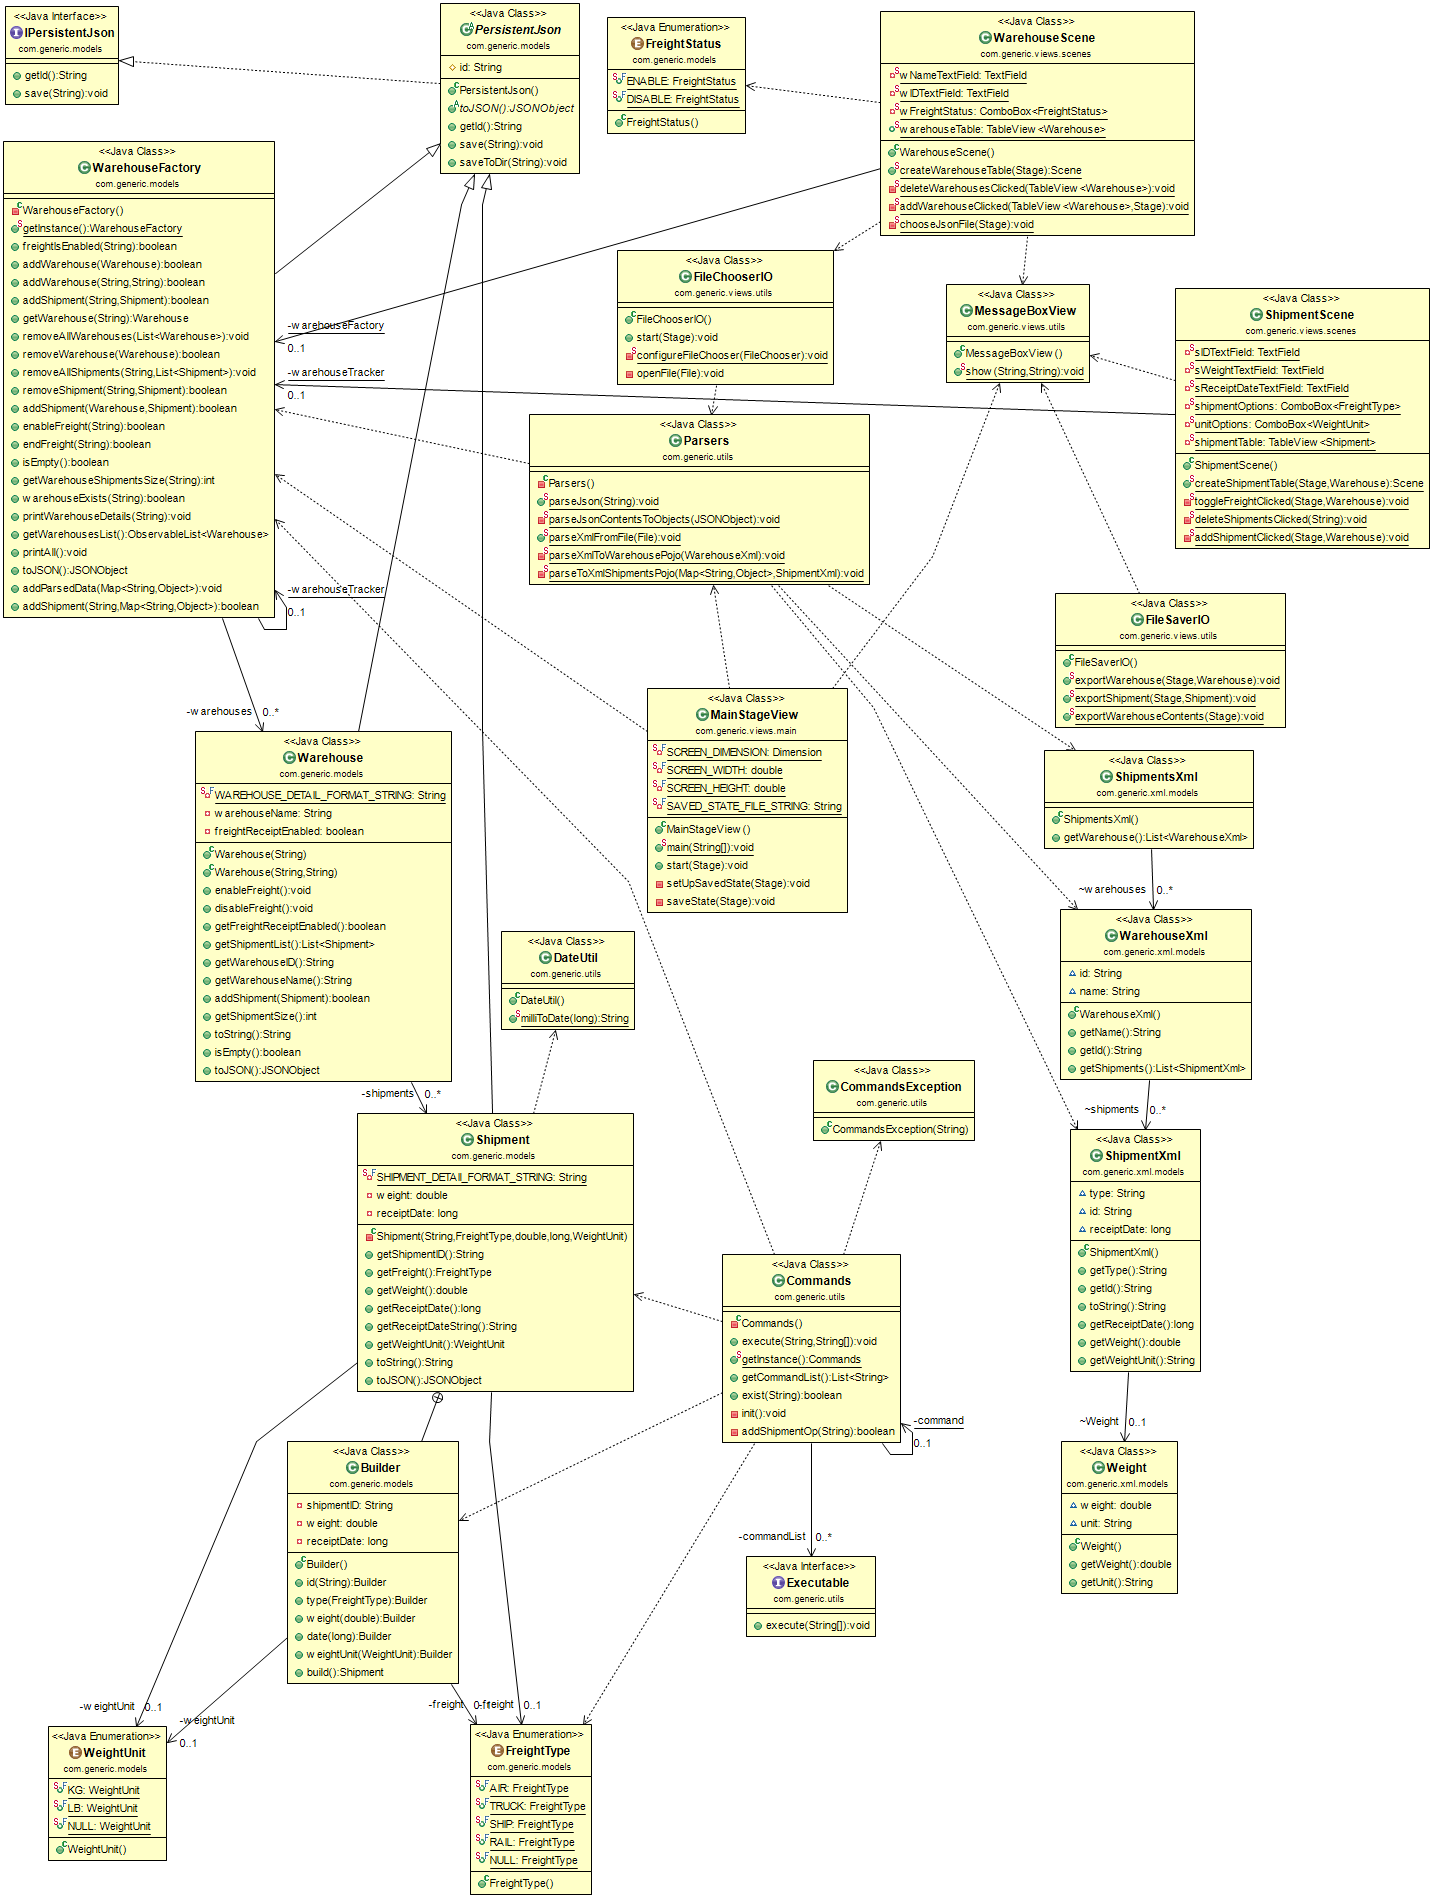 <<Java Interface>>
IPersistentJson
com.generic.models
getId():String
save(String):void
<<Java Class>>
PersistentJson
com.generic.models
id: String
PersistentJson()
toJSON():JSONObject
getId():String
save(String):void
saveToDir(String):void
<<Java Enumeration>>
FreightStatus
com.generic.models
ENABLE: FreightStatus
DISABLE: FreightStatus
FreightStatus()
<<Java Class>>
WarehouseScene
com.generic.views.scenes
wNameTextField: TextField
wIDTextField: TextField
wFreightStatus: ComboBox<FreightStatus>
warehouseTable: TableView<Warehouse>
WarehouseScene()
createWarehouseTable(Stage):Scene
deleteWarehousesClicked(TableView<Warehouse>):void
addWarehouseClicked(TableView<Warehouse>,Stage):void
chooseJsonFile(Stage):void
<<Java Class>>
WarehouseFactory
com.generic.models
WarehouseFactory()
getInstance():WarehouseFactory
freightIsEnabled(String):boolean
addWarehouse(Warehouse):boolean
addWarehouse(String,String):boolean
addShipment(String,Shipment):boolean
getWarehouse(String):Warehouse
removeAllWarehouses(List<Warehouse>):void
removeWarehouse(Warehouse):boolean
removeAllShipments(String,List<Shipment>):void
removeShipment(String,Shipment):boolean
addShipment(Warehouse,Shipment):boolean
enableFreight(String):boolean
endFreight(String):boolean
isEmpty():boolean
getWarehouseShipmentsSize(String):int
warehouseExists(String):boolean
printWarehouseDetails(String):void
getWarehousesList():ObservableList<Warehouse>
printAll():void
toJSON():JSONObject
addParsedData(Map<String,Object>):void
addShipment(String,Map<String,Object>):boolean
-warehouseFactory
0..1
-warehouseTracker
0..1
-warehouseTracker
0..1
<<Java Class>>
FileChooserIO
com.generic.views.utils
FileChooserIO()
start(Stage):void
configureFileChooser(FileChooser):void
openFile(File):void
<<Java Class>>
MessageBoxView
com.generic.views.utils
MessageBoxView()
show(String,String):void
<<Java Class>>
ShipmentScene
com.generic.views.scenes
sIDTextField: TextField
sWeightTextField: TextField
sReceiptDateTextField: TextField
shipmentOptions: ComboBox<FreightType>
unitOptions: ComboBox<WeightUnit>
shipmentTable: TableView<Shipment>
ShipmentScene()
createShipmentTable(Stage,Warehouse):Scene
toggleFreightClicked(Stage,Warehouse):void
deleteShipmentsClicked(String):void
addShipmentClicked(Stage,Warehouse):void
<<Java Class>>
Parsers
com.generic.utils
Parsers()
parseJson(String):void
parseJsonContentsToObjects(JSONObject):void
parseXmlFromFile(File):void
parseXmlToWarehousePojo(WarehouseXml):void
parseToXmlShipmentsPojo(Map<String,Object>,ShipmentXml):void
<<Java Class>>
FileSaverIO
com.generic.views.utils
FileSaverIO()
exportWarehouse(Stage,Warehouse):void
exportShipment(Stage,Shipment):void
exportWarehouseContents(Stage):void
-warehouses 0..*
<<Java Class>>
MainStageView
com.generic.views.main
SCREEN_DIMENSION: Dimension
SCREEN_WIDTH: double
SCREEN_HEIGHT: double
SAVED_STATE_FILE_STRING: String
MainStageView()
main(String[]):void
start(Stage):void
setUpSavedState(Stage):void
saveState(Stage):void
<<Java Class>>
Warehouse
com.generic.models
WAREHOUSE_DETAIL_FORMAT_STRING: String
warehouseName: String
freightReceiptEnabled: boolean
Warehouse(String)
Warehouse(String,String)
enableFreight():void
disableFreight():void
getFreightReceiptEnabled():boolean
getShipmentList():List<Shipment>
getWarehouseID():String
getWarehouseName():String
addShipment(Shipment):boolean
getShipmentSize():int
toString():String
isEmpty():boolean
toJSON():JSONObject
<<Java Class>>
ShipmentsXml
com.generic.xml.models
ShipmentsXml()
getWarehouse():List<WarehouseXml>
~warehouses 0..*
<<Java Class>>
WarehouseXml
com.generic.xml.models
id: String
name: String
WarehouseXml()
getName():String
getId():String
getShipments():List<ShipmentXml>
<<Java Class>>
DateUtil
com.generic.utils
DateUtil()
milliToDate(long):String
<<Java Class>>
CommandsException
com.generic.utils
CommandsException(String)
-shipments 0..*
~shipments 0..*
<<Java Class>>
Shipment
com.generic.models
SHIPMENT_DETAIl_FORMAT_STRING: String
weight: double
receiptDate: long
Shipment(String,FreightType,double,long,WeightUnit)
getShipmentID():String
getFreight():FreightType
getWeight():double
getReceiptDate():long
getReceiptDateString():String
getWeightUnit():WeightUnit
toString():String
toJSON():JSONObject
<<Java Class>>
ShipmentXml
com.generic.xml.models
type: String
id: String
receiptDate: long
ShipmentXml()
getType():String
getId():String
toString():String
getReceiptDate():long
getWeight():double
getWeightUnit():String
<<Java Class>>
Commands
com.generic.utils
Commands()
execute(String,String[]):void
getInstance():Commands
getCommandList():List<String>
exist(String):boolean
init():void
addShipmentOp(String):boolean
-command
0..1
~Weight 0..1
<<Java Class>>
Builder
com.generic.models
shipmentID: String
weight: double
receiptDate: long
Builder()
id(String):Builder
type(FreightType):Builder
weight(double):Builder
date(long):Builder
weightUnit(WeightUnit):Builder
build():Shipment
<<Java Class>>
Weight
com.generic.xml.models
weight: double
unit: String
Weight()
getWeight():double
getUnit():String
-commandList 0..*
<<Java Interface>>
Executable
com.generic.utils
execute(String[]):void
-weightUnit 0..1
-weightUnit
0..1
-freight
-freight 0..1
<<Java Enumeration>>
WeightUnit
com.generic.models
KG: WeightUnit
LB: WeightUnit
NULL: WeightUnit
WeightUnit()
<<Java Enumeration>>
FreightType
com.generic.models
AIR: FreightType
TRUCK: FreightType
SHIP: FreightType
RAIL: FreightType
NULL: FreightType
FreightType()